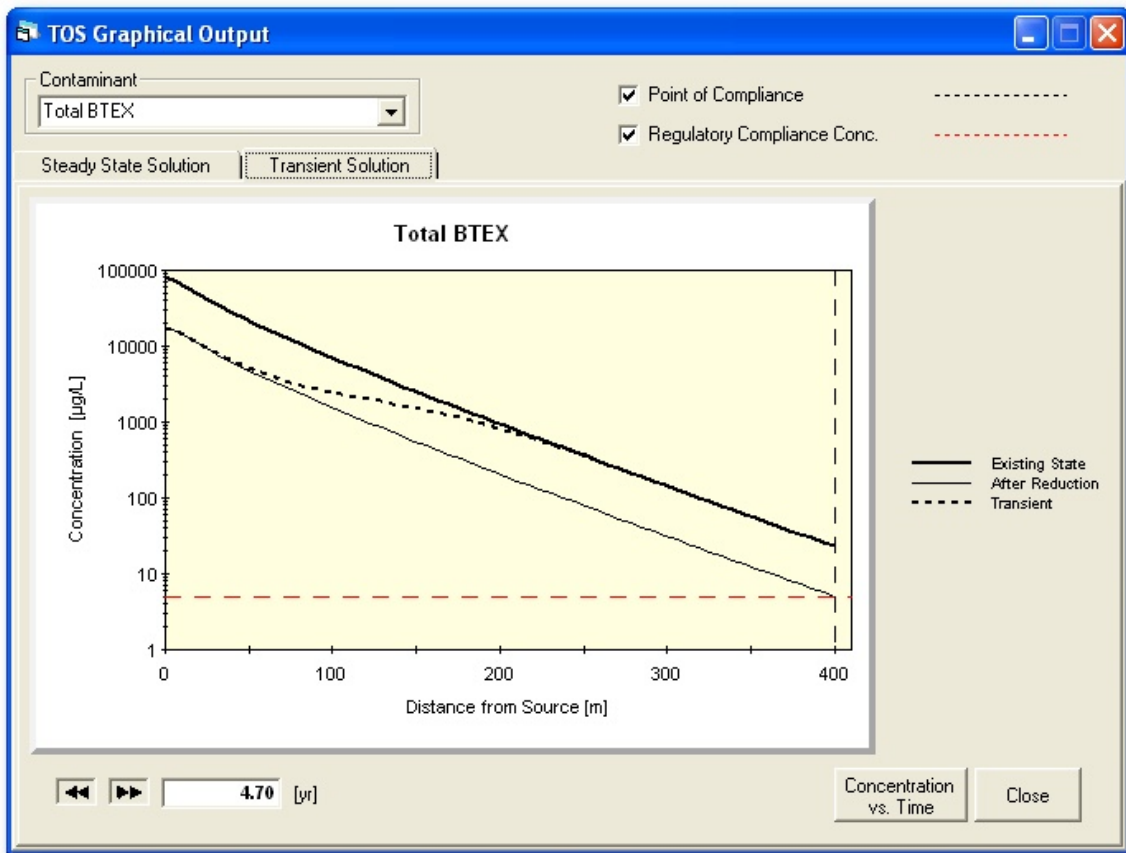 TOS Graphical Output
Contaminant
Total BTEX
Point of Compliance
Regulatory Compliance Conc.
Steady State Solution
Transient Solution
Total BTEX
100000
10000
1000
100
10
1
Concentration [µg/L]
0 100 200 300 400
Distance from Source [m]
Existing State
After Reduction
Transient
4.70 [yr]
Concentration
vs. Time
Close